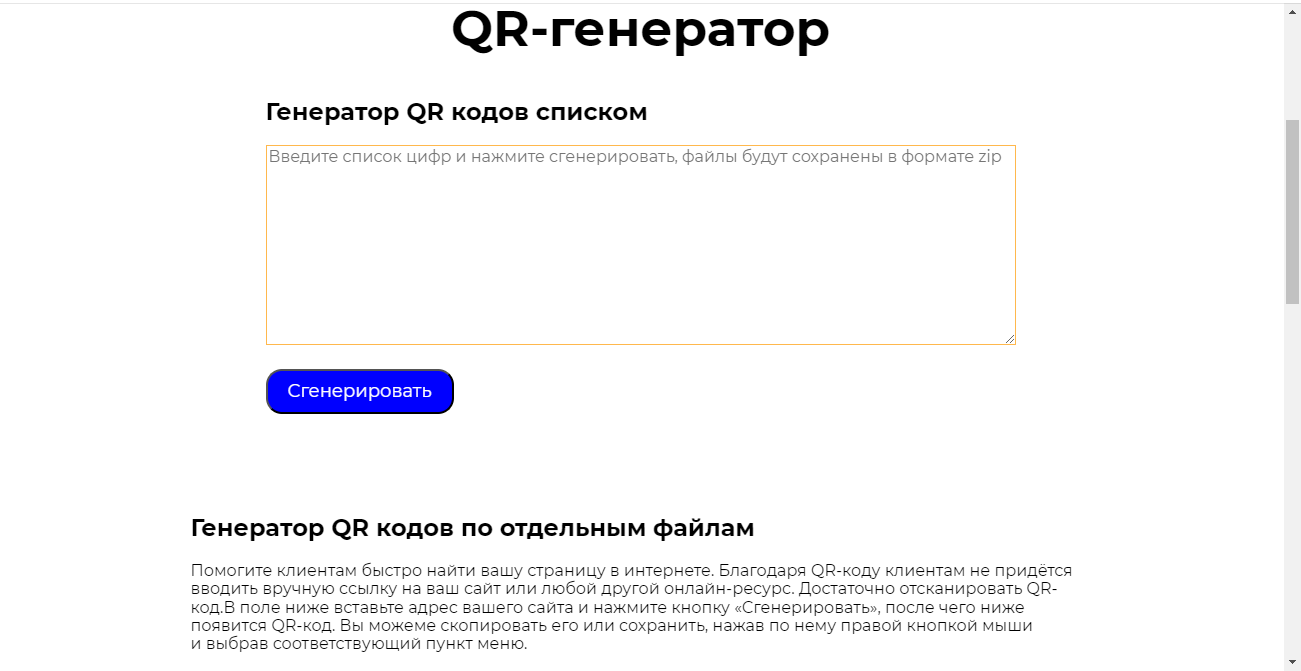 QR-генератор
Генератор QR кодов списком
Введите список цифр и нажмите сгенерировать, файлы будут сохранены в формате zip
Сгенерировать
Генератор QR кодов по отдельным файлам
Помогите клиентам быстро найти вашу страницу в интернете. Благодаря QR-коду клиентам не придётся
вводить вручную ссылку на ваш сайт или любой другой онлайн-ресурс. Достаточно отсканировать QR-
код.В поле ниже вставьте адрес вашего сайта и нажмите кнопку «Сгенерировать», после чего ниже
появится QR-код. Вы можеме скопировать его или сохранить, нажав по нему правой кнопкой мыши
и выбрав соответствующий пункт меню.